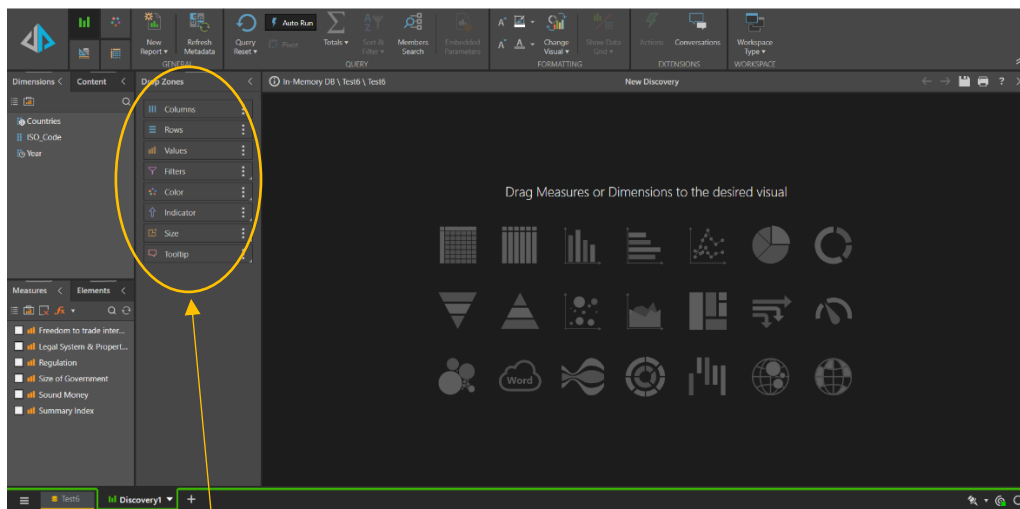 New
Report
Refresh
Metadata
GENERAL
Query
Reset
Auto Run
Pivot
Totals
Sort N
Filter
Members
Search
Embedded
Parameters
QUERY
Change
Visual
Show Data
Grid
FORMATTING
Actions
Conversations
EXTENSIONS
Workspace
Type
WORKSPACE
Dimensions
Content
Drop Zones
In-Memory DB \ Test6 \ Test6
New Discovery
?
Countries
ISO_Code
Year
Columns
Rows
Values
Filters
Color
Indicator
Size
Tooltip
Drag Measures or Dimensions to the desired visual
Word
Measures
Elements
fx
Freedom to trade inter...
Legal System & Propert...
Regulation
Size of Government
Sound Money
Summary Index
Test6
Discovery1
+